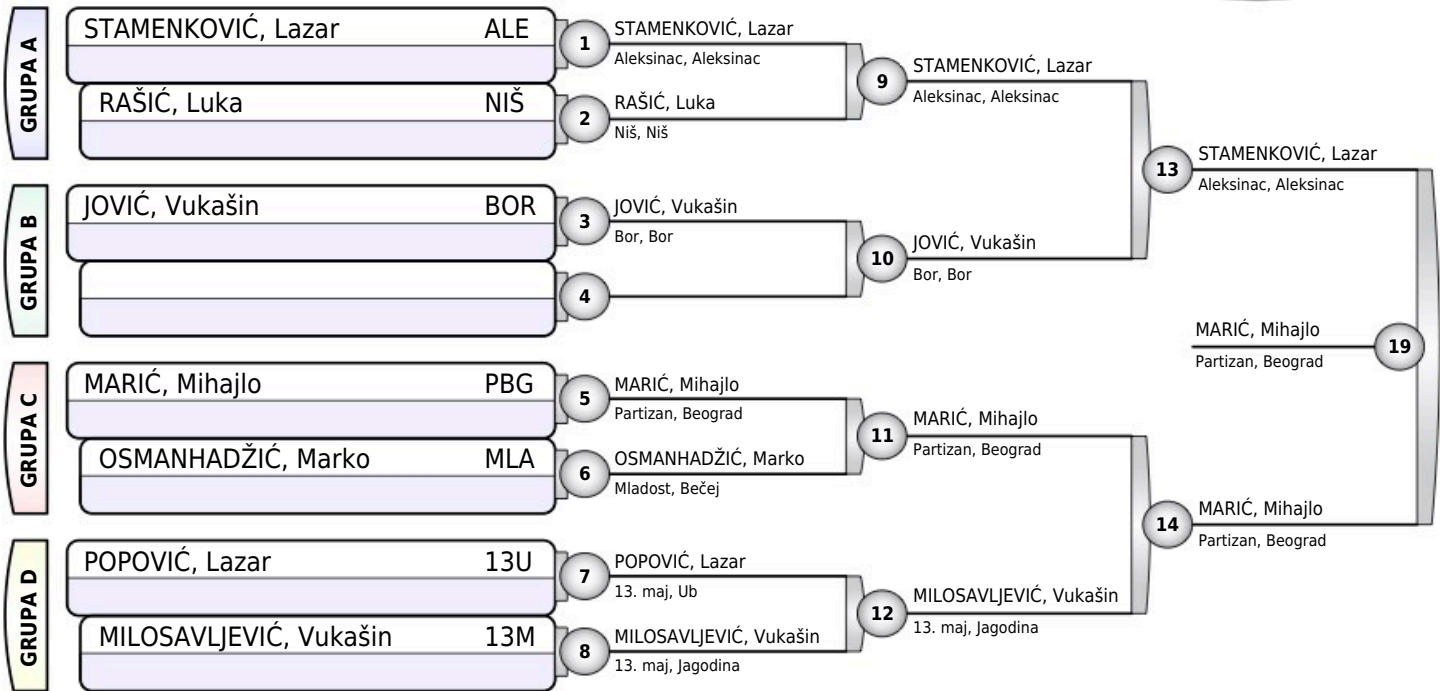 GRUPA A
STAMENKOVIĆ, Lazar ALE
RAŠIĆ, Luka NIŠ
GRUPA B
JOVIĆ, Vukašin BOR
GRUPA C
MARIĆ, Mihajlo PBG
OSMANHADŽIĆ, Marko MLA
GRUPA D
POPOVIĆ, Lazar 13U
MILOSAVLJEVIĆ, Vukašin 13M
1
STAMENKOVIĆ, Lazar
Aleksinac, Aleksinac
2
RAŠIĆ, Luka
Niš, Niš
3
JOVIĆ, Vukašin
Bor, Bor
4
5
MARIĆ, Mihajlo
Partizan, Beograd
6
OSMANHADŽIĆ, Marko
Mladost, Bečej
7
POPOVIĆ, Lazar
13. maj, Ub
8
MILOSAVLJEVIĆ, Vukašin
13. maj, Jagodina
9
STAMENKOVIĆ, Lazar
Aleksinac, Aleksinac
10
JOVIĆ, Vukašin
Bor, Bor
11
MARIĆ, Mihajlo
Partizan, Beograd
12
MILOSAVLJEVIĆ, Vukašin
13. maj, Jagodina
13
STAMENKOVIĆ, Lazar
Aleksinac, Aleksinac
14
MARIĆ, Mihajlo
Partizan, Beograd
MARIĆ, Mihajlo
Partizan, Beograd
19